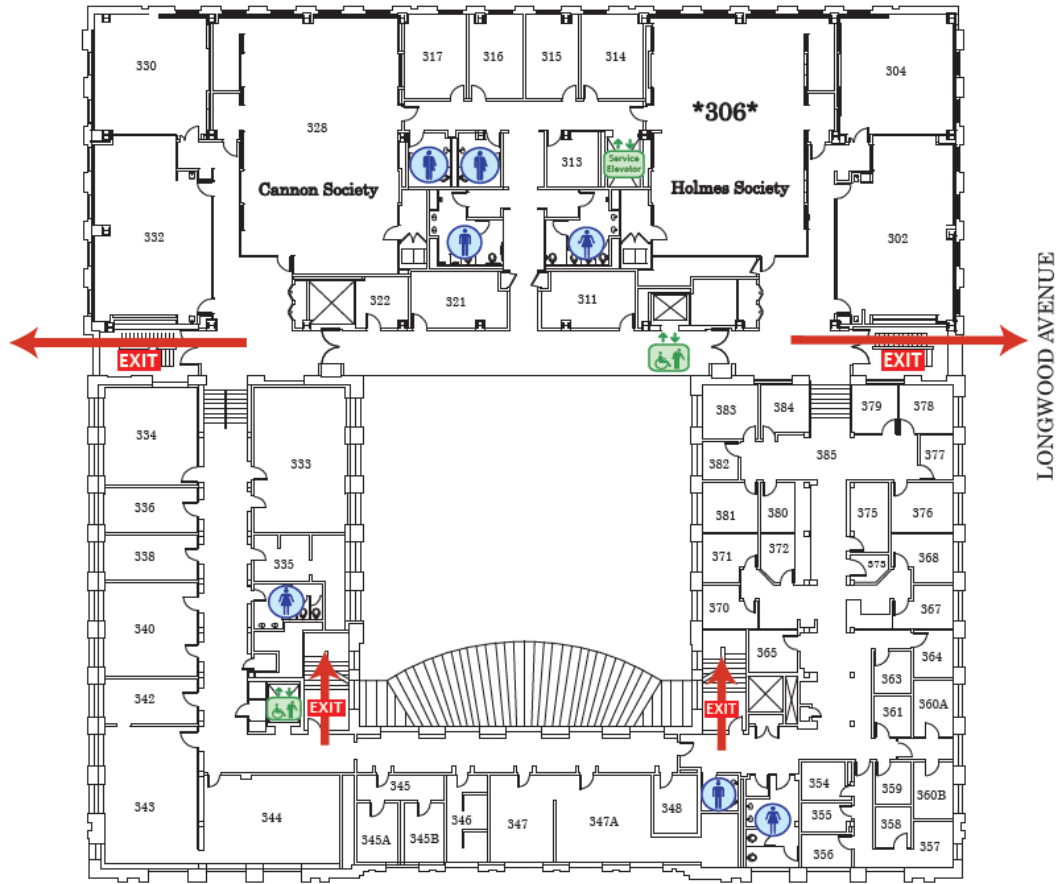 317 316 315 314
330 304
*306*
328
313 Service
Elevator
Cannon Society Holmes Society
332 302
322 321 311
EXIT EXIT
LONGWOOD AVENUE
383 384 379 378
334 333 385 377
382
336 381 380 375 376
338 335 371 372 373 368
370 367
340
365 364
363
342 361 360A
EXIT EXIT
345 354 359
343 344 346 347 347A 348 355 360B
345A 345B 358
356 357